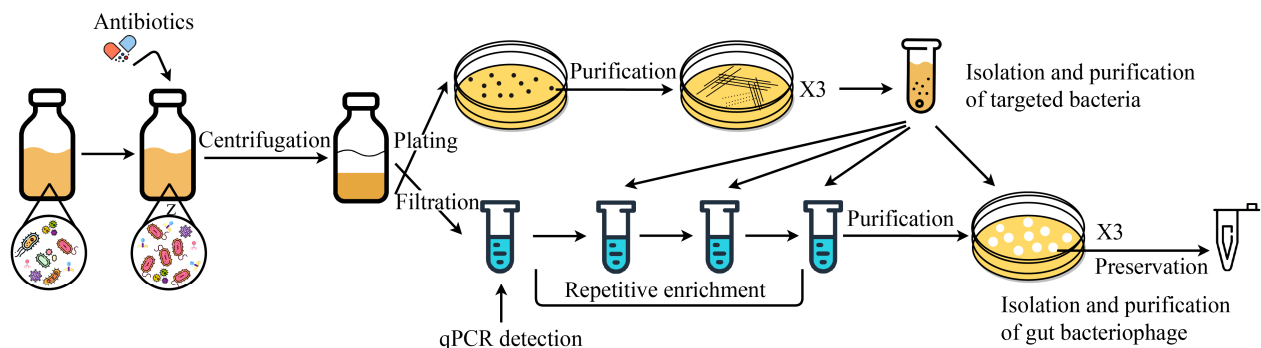 Antibiotics
Centrifugation
Z
Plating
Filtration
Purification
X3
Isolation and purification
of targeted bacteria
Purification
Repetitive enrichment
qPCR detection
X3
Preservation
Isolation and purification
of gut bacteriophage